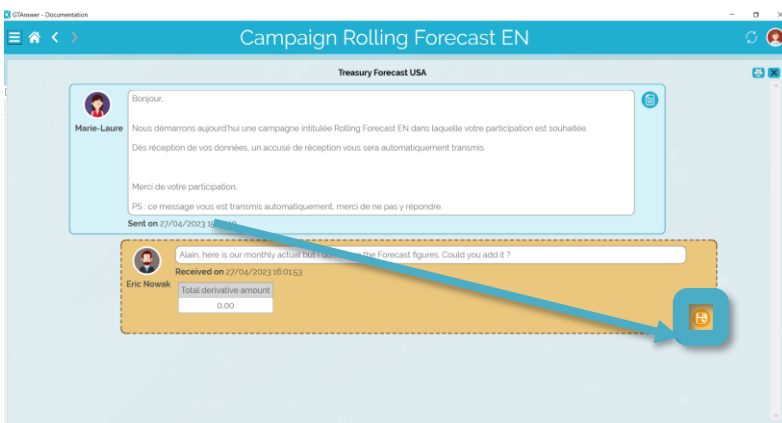 GTAnswer - Documentation
Campaign Rolling Forecast EN
Treasury Forecast USA
Bonjour,
Marie-Laure
Nous démarrons aujourd'hui une campagne intitulée Rolling Forecast EN dans laquelle votre participation est souhaitée.
Dès réception de vos données, un accusé de réception vous sera automatiquement transmis.
Merci de votre participation.
PS : ce message vous est transmis automatiquement, merci de ne pas y répondre.
Sent on 27/04/2023
Alain, here is our monthly actual but I the Forecast figures. Could you add it ?
Received on 27/04/2023 16:01:53
Eric Nowak
Total derivative amount
0.00